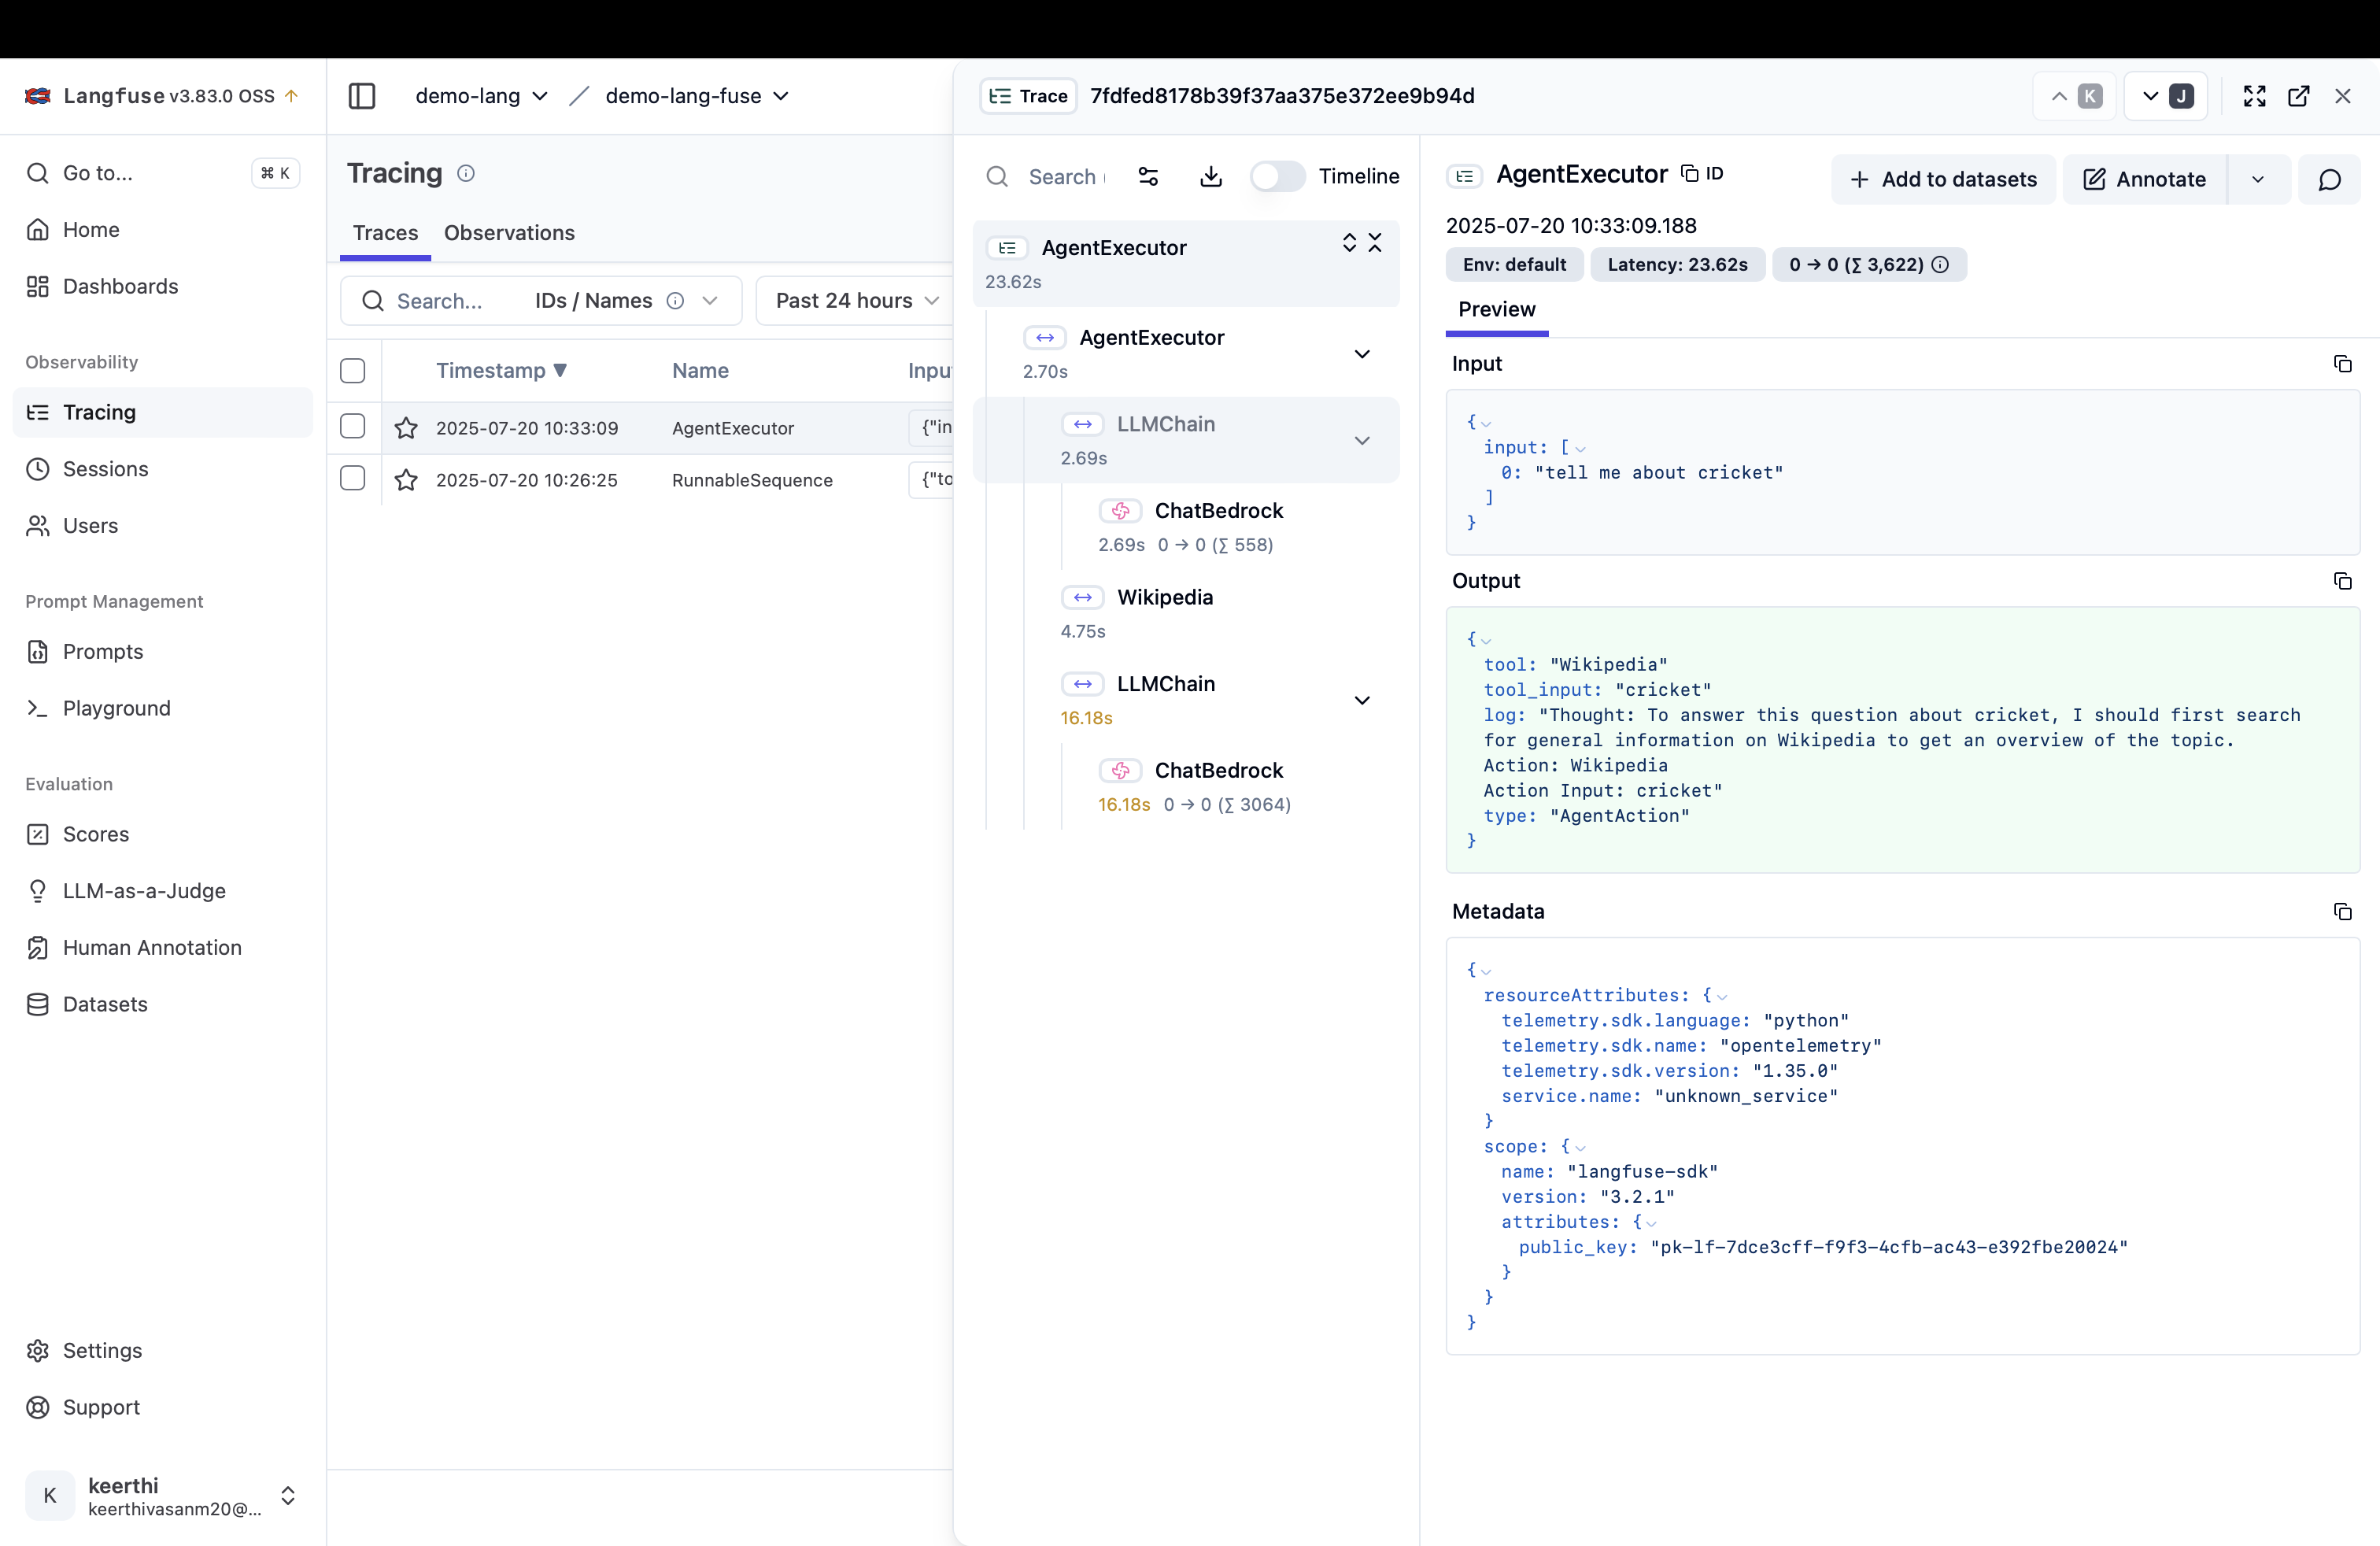 Langfuse v3.83.0 OSS
Go to...
⌘ K
Home
Dashboards
Observability
Tracing
Sessions
Users
Prompt Management
Prompts
Playground
Evaluation
Scores
LLM-as-a-Judge
Human Annotation
Datasets
Settings
Support
K
keerthi
keerthivasanm20@...
demo-lang / demo-lang-fuse
Tracing
Traces Observations
Search... IDs / Names Past 24 hours
Timestamp ▼ Name Inpu
2025-07-20 10:33:09 AgentExecutor {"in
2025-07-20 10:26:25 RunnableSequence {"to
Trace 7fdfed8178b39f37aa375e372ee9b94d
K J
Search Timeline
AgentExecutor
23.62s
AgentExecutor
2.70s
LLMChain
2.69s
ChatBedrock
2.69s 0 → 0 (∑ 558)
Wikipedia
4.75s
LLMChain
16.18s
ChatBedrock
16.18s 0 → 0 (∑ 3064)
AgentExecutor ID
+ Add to datasets Annotate
2025-07-20 10:33:09.188
Env: default Latency: 23.62s 0 → 0 (∑ 3,622)
Preview
Input
{
input: [
0: "tell me about cricket"
]
}
Output
{
tool: "Wikipedia"
tool_input: "cricket"
log: "Thought: To answer this question about cricket, I should first search
for general information on Wikipedia to get an overview of the topic.
Action: Wikipedia
Action Input: cricket"
type: "AgentAction"
}
Metadata
{
resourceAttributes: {
telemetry.sdk.language: "python"
telemetry.sdk.name: "opentelemetry"
telemetry.sdk.version: "1.35.0"
service.name: "unknown_service"
}
scope: {
name: "langfuse-sdk"
version: "3.2.1"
attributes: {
public_key: "pk-lf-7dce3cff-f9f3-4cfb-ac43-e392fbe20024"
}
}
}